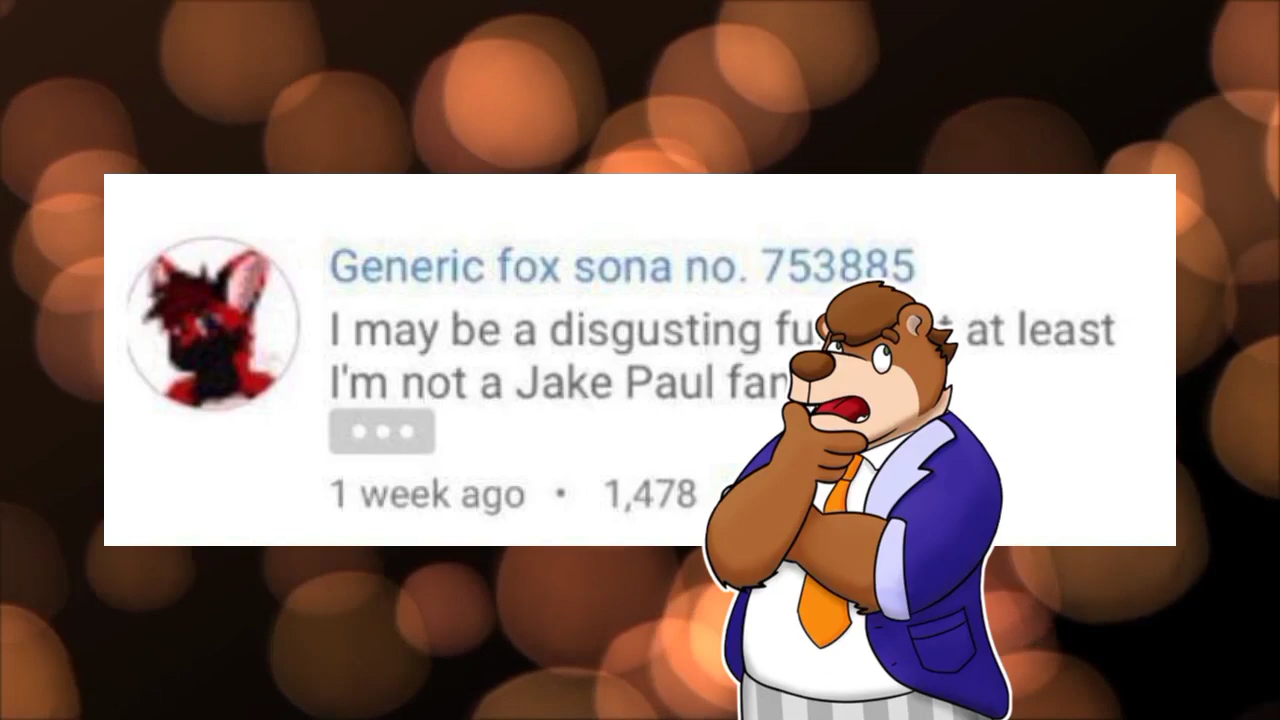 Generic fox sona no. 753885
I may be a disgusting at least
I'm not a Jake Paul fan
1 week ago • 1,478